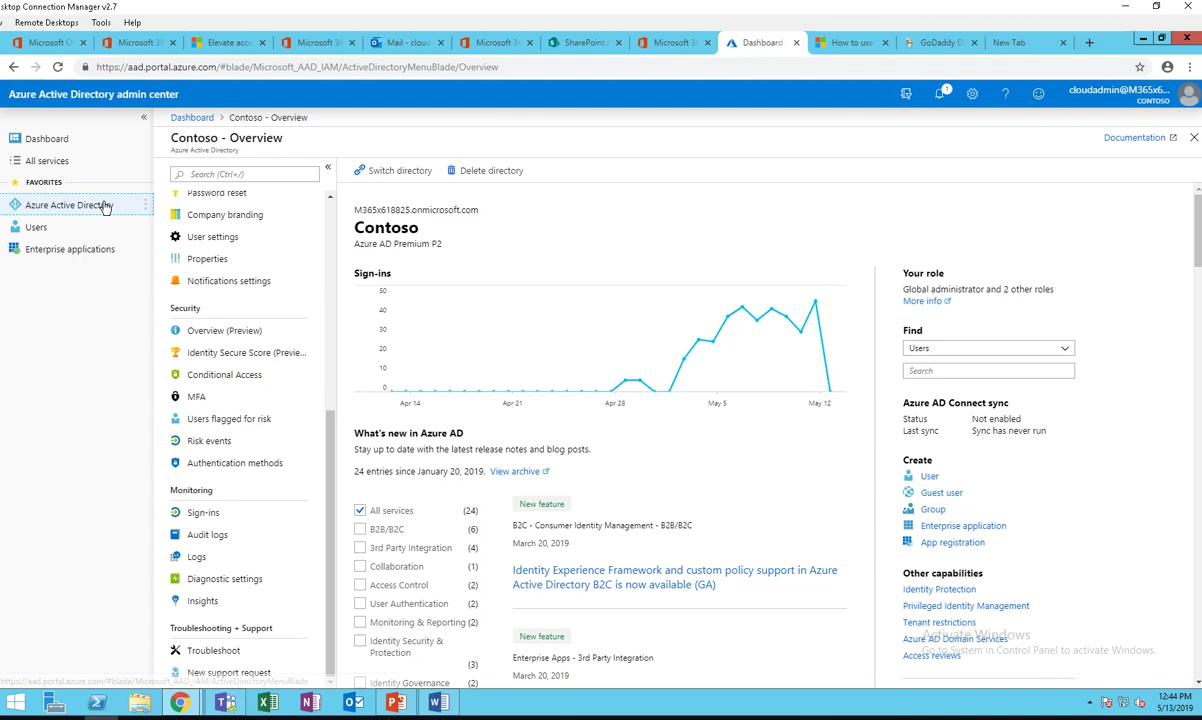 sktop Connection Manager v2.7
Remote Desktops Tools Help
Microsoft O
Microsoft 3
Elevate acce
Microsoft 3
Mail - cloud
Microsoft 3
SharePoint
Microsoft 3
Dashboard
How to use
GoDaddy D
New Tab
https://aad.portal.azure.com/#blade/Microsoft_AAD_IAM/ActiveDirectoryMenuBlade/Overview
Azure Active Directory admin center
1
cloudadmin@M365x6...
CONTOSO
Dashboard
All services
FAVORITES
Azure Active Directory
Users
Enterprise applications
Dashboard > Contoso - Overview
Contoso - Overview
Azure Active Directory
Documentation
Search (Ctrl+/)
Password reset
Company branding
User settings
Properties
Notifications settings
Security
Overview (Preview)
Identity Secure Score (Previe...
Conditional Access
MFA
Users flagged for risk
Risk events
Authentication methods
Monitoring
Sign-ins
Audit logs
Logs
Diagnostic settings
Insights
Troubleshooting + Support
Troubleshoot
New support request
Switch directory
Delete directory
M365x618825.onmicrosoft.com
Contoso
Azure AD Premium P2
Sign-ins
50
40
30
20
10
0
Apr 14
Apr 21
Apr 28
May 5
May 12
What's new in Azure AD
Stay up to date with the latest release notes and blog posts.
24 entries since January 20, 2019. View archive
All services (24)
B2B/B2C (6)
3rd Party Integration (4)
Collaboration (1)
Access Control (2)
User Authentication (2)
Monitoring & Reporting (2)
Identity Security &
Protection
(3)
Identity Governance (2)
New feature
B2C - Consumer Identity Management - B2B/B2C
March 20, 2019
Identity Experience Framework and custom policy support in Azure
Active Directory B2C is now available (GA)
New feature
Enterprise Apps - 3rd Party Integration
March 20, 2019
Your role
Global administrator and 2 other roles
More info
Find
Users
Search
Azure AD Connect sync
Status Not enabled
Last sync Sync has never run
Create
User
Guest user
Group
Enterprise application
App registration
Other capabilities
Identity Protection
Privileged Identity Management
Tenant restrictions
Azure AD Domain Services
Access reviews
Activate Windows
Go to System in Control Panel to activate Windows.
https://aad.portal.azure.com/#blade/Microsoft_AAD_IAM/ActiveDirectoryMenuBlade
12:44 PM
5/13/2019